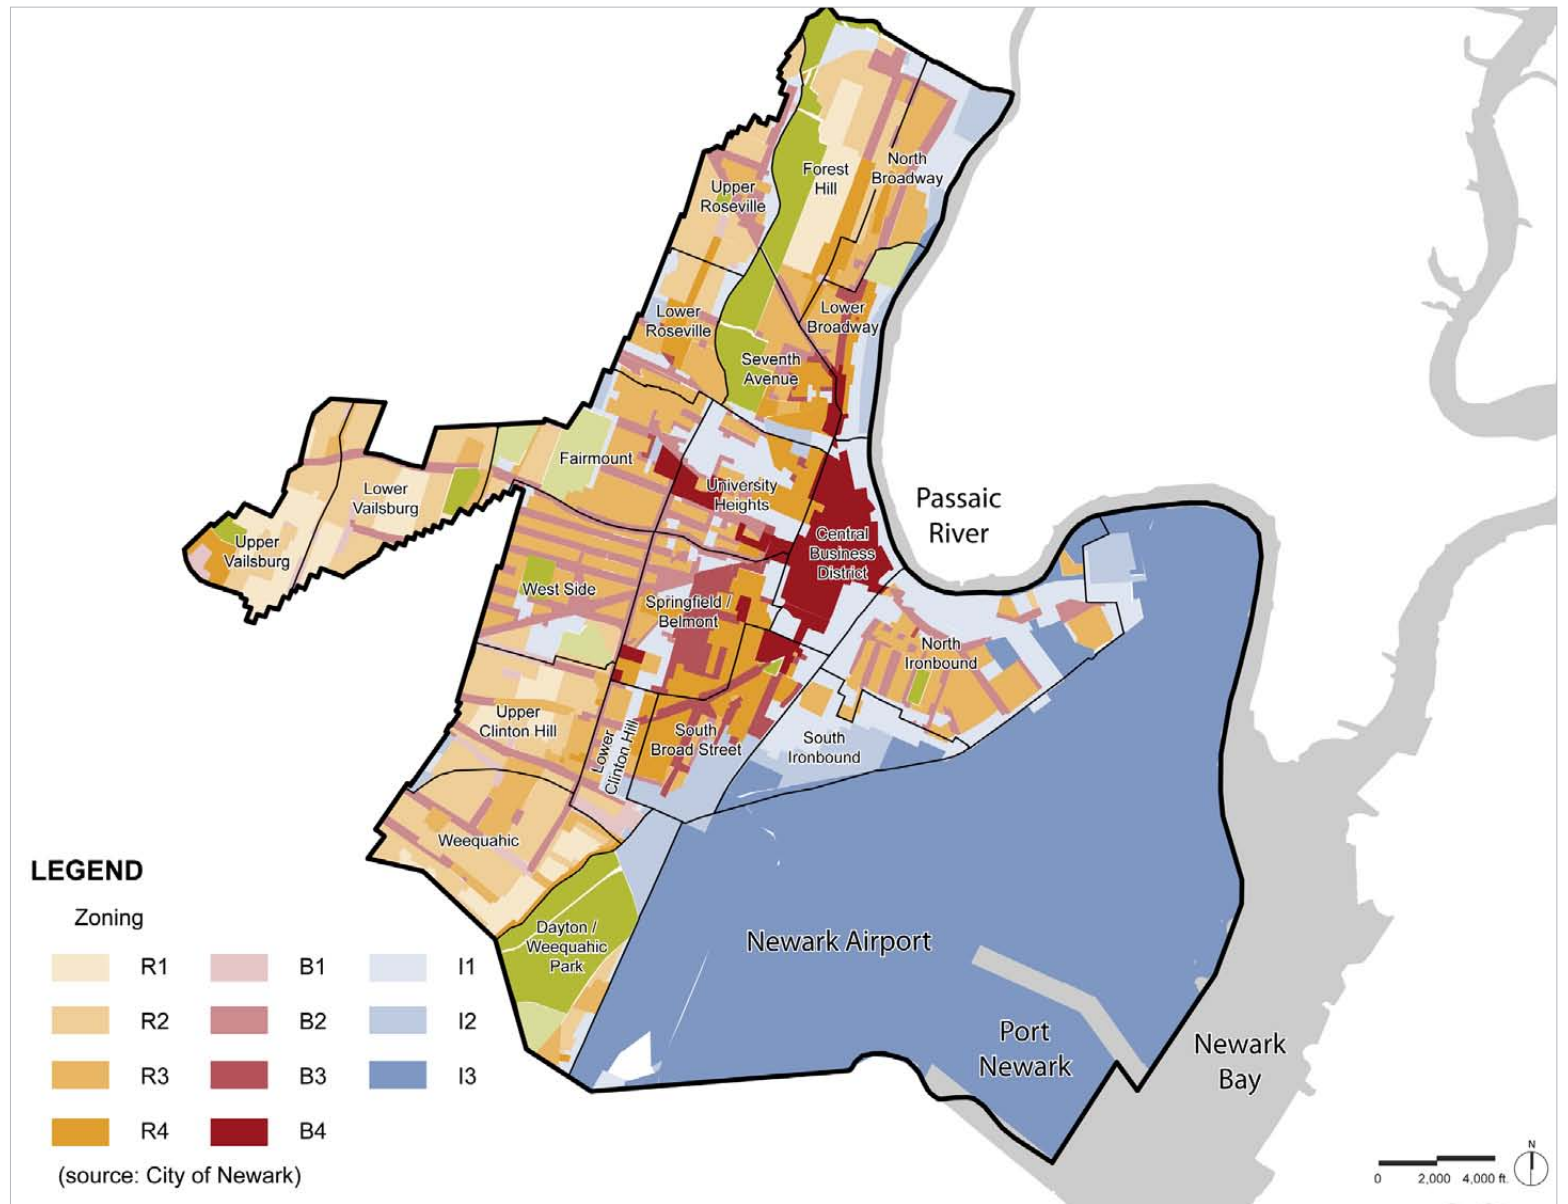 Forest
Hill
North
Broadway
Upper
Roseville
Lower
Roseville
Lower
Broadway
Seventh
Avenue
Fairmount
University
Heights
Lower
Vailsburg
Upper
Vailsburg
Passaic
River
Central
Business
District
West Side
Springfield /
Belmont
North
Ironbound
Upper
Clinton Hill
Lower
Clinton Hill
South
Broad Street
South
Ironbound
Weequahic
Dayton /
Weequahic
Park
Newark Airport
Port
Newark
Newark
Bay
LEGEND
Zoning
R1 B1 I1
R2 B2 I2
R3 B3 I3
R4 B4
(source: City of Newark)
N
0 2,000 4,000 ft.